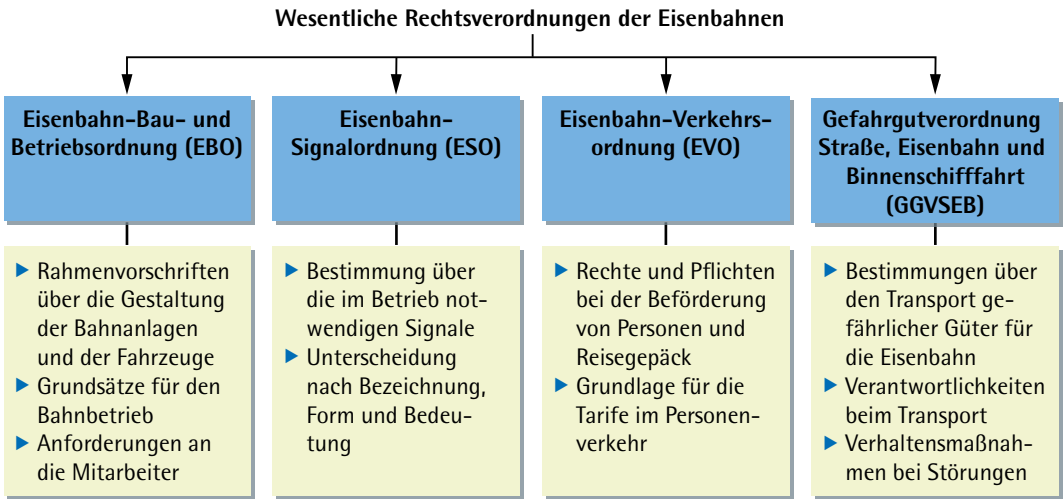 Wesentliche Rechtsverordnungen der Eisenbahnen
Eisenbahn-Bau- und
Betriebsordnung (EBO)
▶ Rahmenvorschriften
über die Gestaltung
der Bahnanlagen
und der Fahrzeuge
▶ Grundsätze für den
Bahnbetrieb
▶ Anforderungen an
die Mitarbeiter
Eisenbahn-
Signalordnung (ESO)
▶ Bestimmung über
die im Betrieb not-
wendigen Signale
▶ Unterscheidung
nach Bezeichnung,
Form und Bedeu-
tung
Eisenbahn-Verkehrs-
ordnung (EVO)
▶ Rechte und Pflichten
bei der Beförderung
von Personen und
Reisegepäck
▶ Grundlage für die
Tarife im Personen-
verkehr
Gefahrgutverordnung
Straße, Eisenbahn und
Binnenschifffahrt
(GGVSEB)
▶ Bestimmungen über
den Transport ge-
fährlicher Güter für
die Eisenbahn
▶ Verantwortlichkeiten
beim Transport
▶ Verhaltensmaßnah-
men bei Störungen